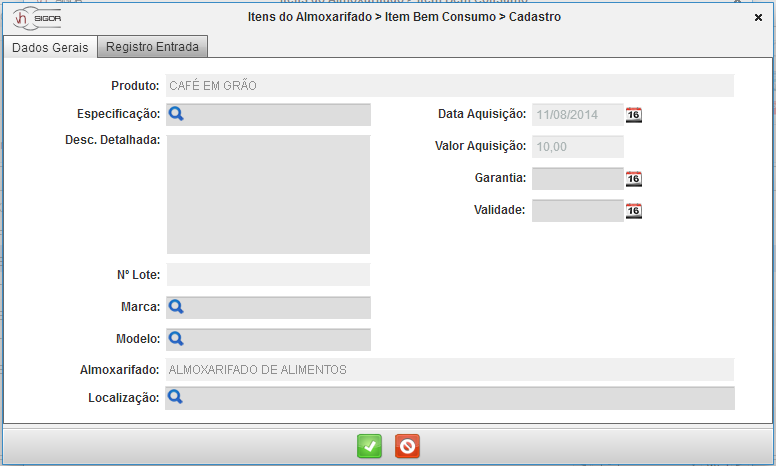 SIGOR
Itens do Almoxarifado > Item Bem Consumo > Cadastro
Dados Gerais
Registro Entrada
Produto: CAFÉ EM GRÃO
Especificação: Data Aquisição: 11/08/2014 16
Desc. Detalhada: Valor Aquisição: 10,00
Garantia: 16
Validade: 16
Nº Lote:
Marca:
Modelo:
Almoxarifado: ALMOXARIFADO DE ALIMENTOS
Localização: